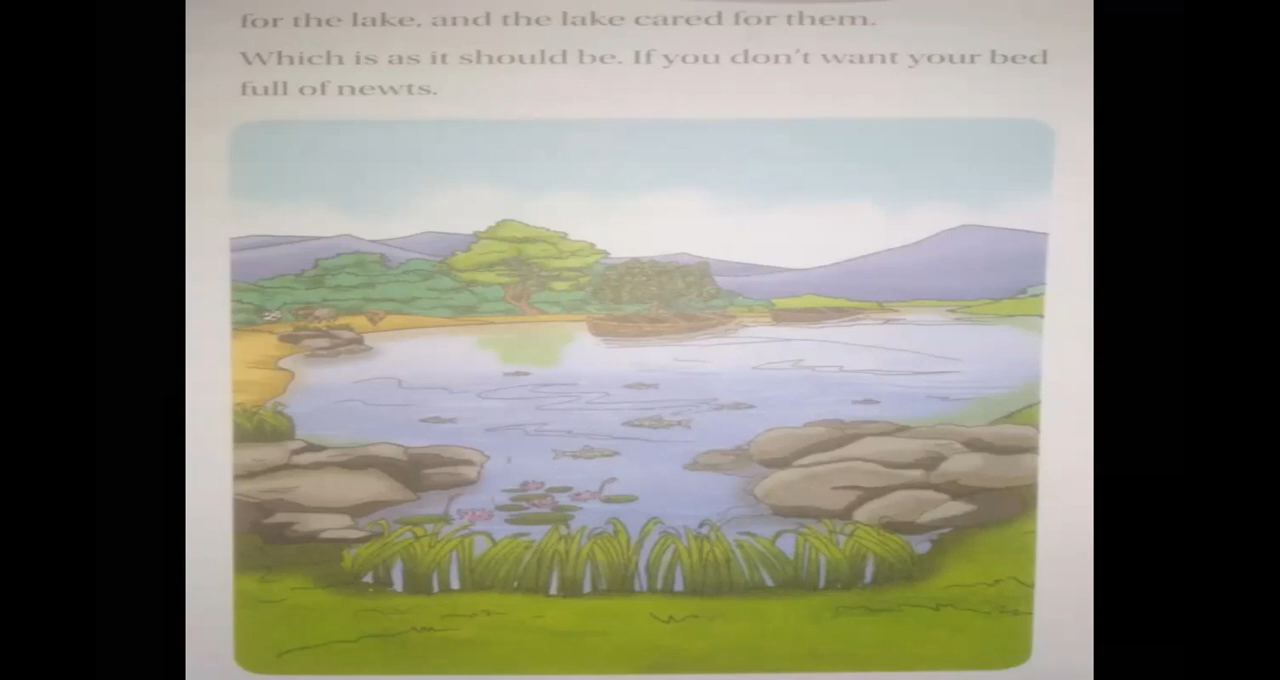 for the lake, and the lake cared for them.
Which is as it should be. If you don't want your bed
full of newts.